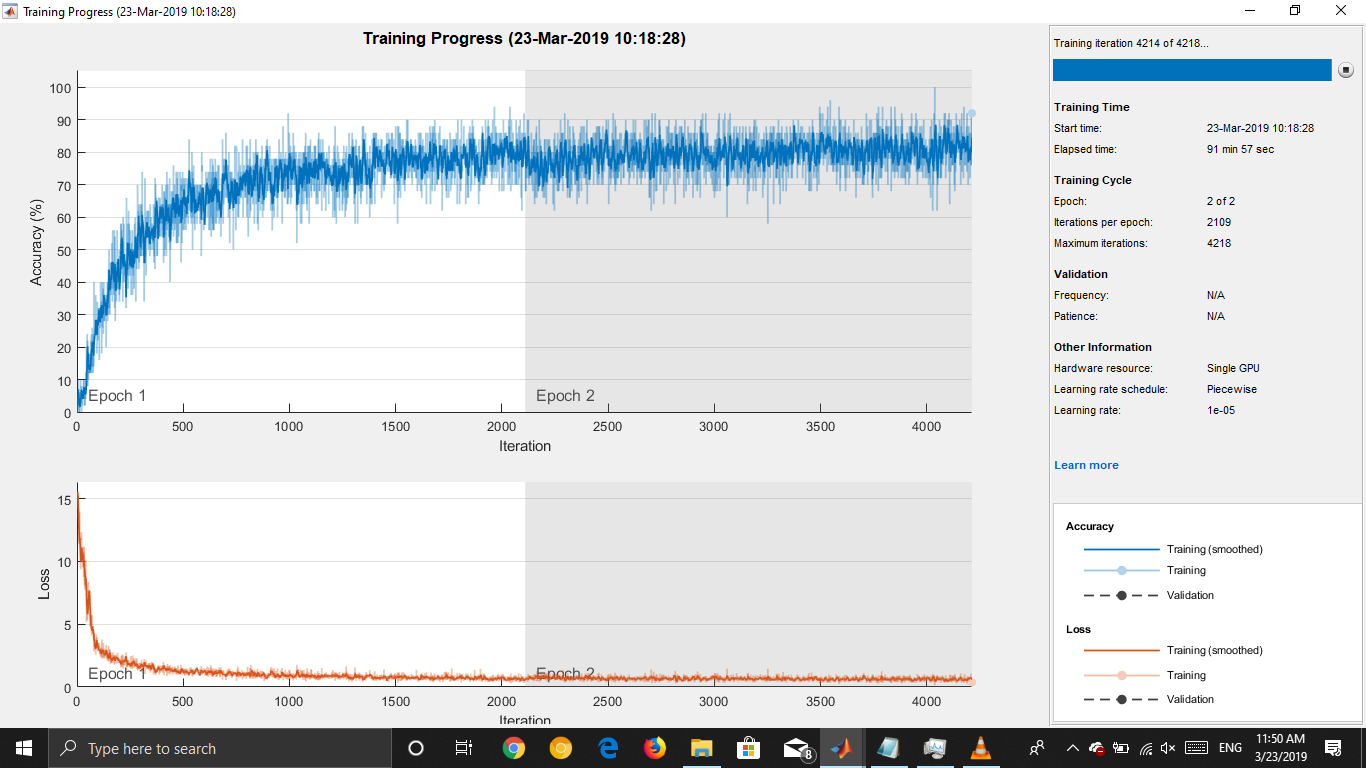 Training Progress (23-Mar-2019 10:18:28)
Training Progress (23-Mar-2019 10:18:28)
100
90
80
70
60
50
40
30
20
10
0
Accuracy (%)
Epoch 1
Epoch 2
0 500 1000 1500 2000 2500 3000 3500 4000
Iteration
15
10
5
0
Loss
Epoch 1
Epoch 2
0 500 1000 1500 2000 2500 3000 3500 4000
Iteration
Training iteration 4214 of 4218...
Training Time
Start time: 23-Mar-2019 10:18:28
Elapsed time: 91 min 57 sec
Training Cycle
Epoch: 2 of 2
Iterations per epoch: 2109
Maximum iterations: 4218
Validation
Frequency: N/A
Patience: N/A
Other Information
Hardware resource: Single GPU
Learning rate schedule: Piecewise
Learning rate: 1e-05
Learn more
Accuracy
Training (smoothed)
Training
Validation
Loss
Training (smoothed)
Training
Validation
Type here to search
8
ENG
11:50 AM
3/23/2019